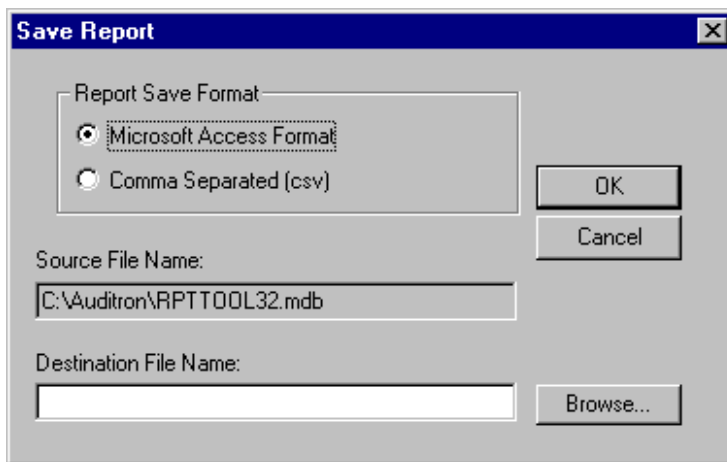 Save Report
Report Save Format
Microsoft Access Format
Comma Separated (csv)
OK
Cancel
Source File Name:
C:\Auditron\RPTTOOL32.mdb
Destination File Name:
Browse...